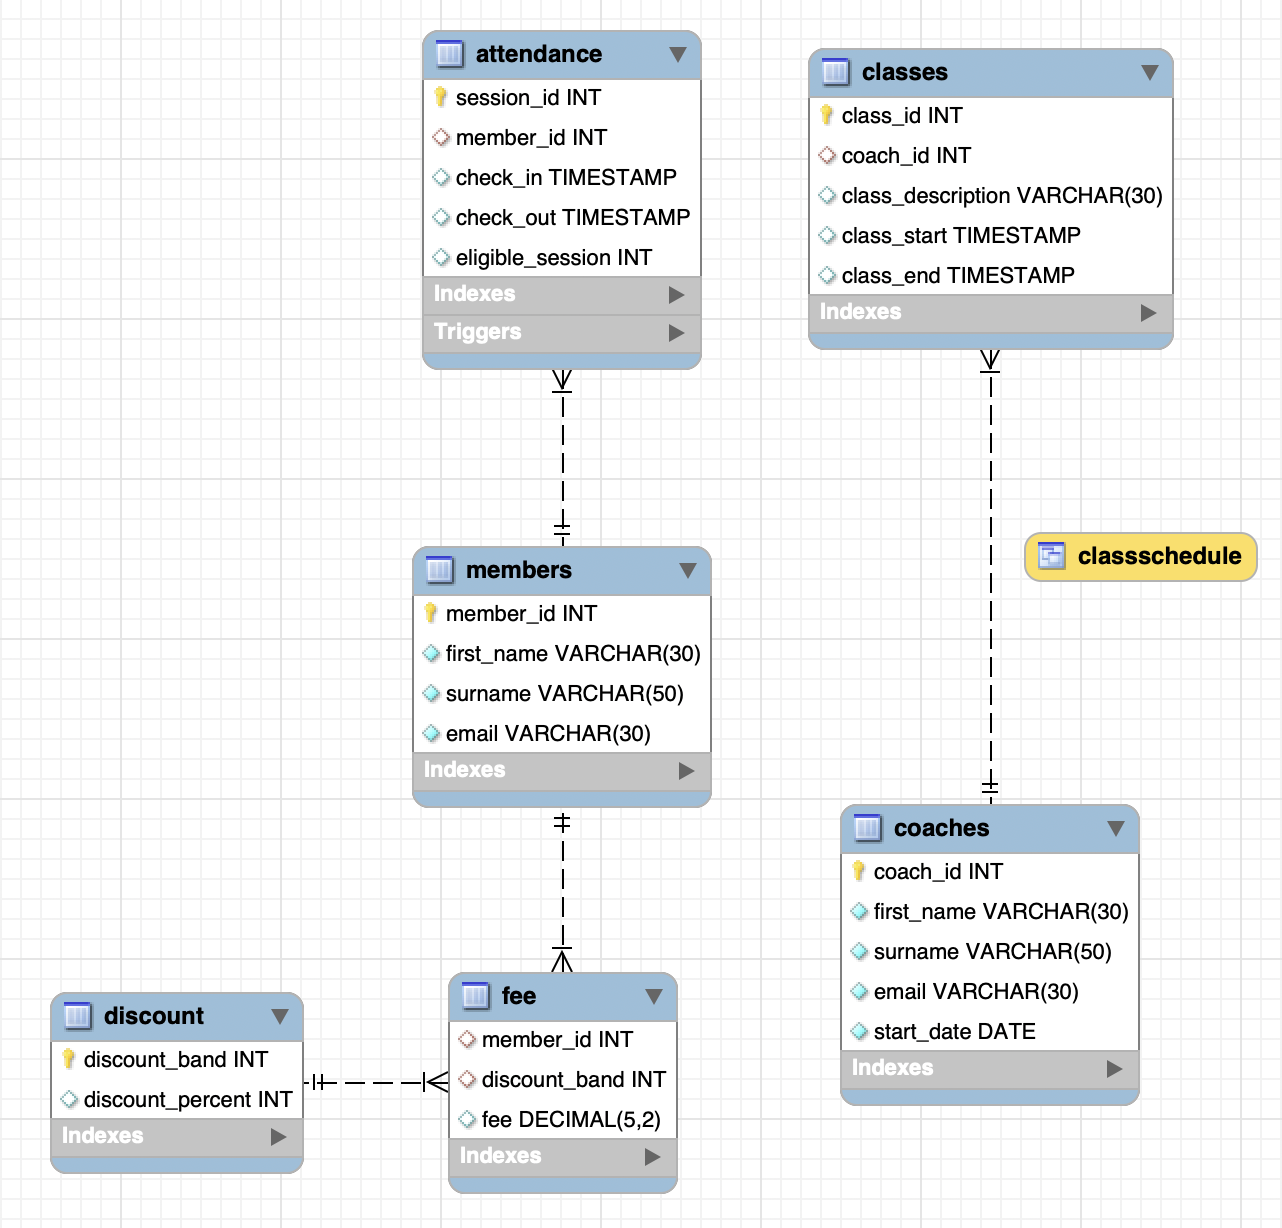 attendance
session_id INT
member_id INT
check_in TIMESTAMP
check_out TIMESTAMP
eligible_session INT
Indexes
Triggers
classes
class_id INT
coach_id INT
class_description VARCHAR(30)
class_start TIMESTAMP
class_end TIMESTAMP
Indexes
classschedule
members
member_id INT
first_name VARCHAR(30)
surname VARCHAR(50)
email VARCHAR(30)
Indexes
coaches
coach_id INT
first_name VARCHAR(30)
surname VARCHAR(50)
email VARCHAR(30)
start_date DATE
Indexes
discount
discount_band INT
discount_percent INT
Indexes
fee
member_id INT
discount_band INT
fee DECIMAL(5,2)
Indexes